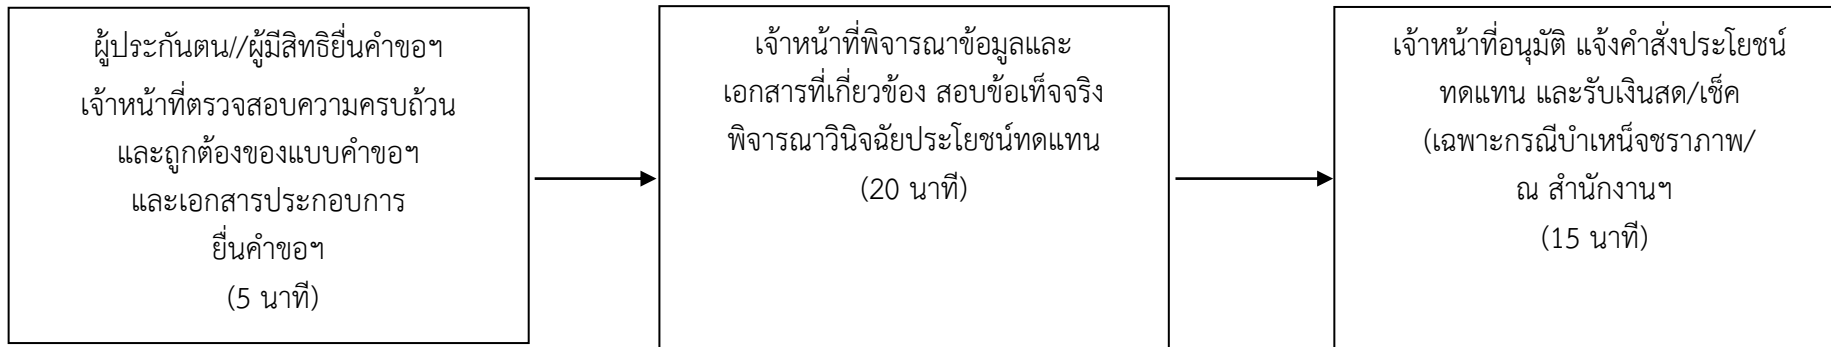 ผู้ประกันตน//ผู้มีสิทธิยื่นคำขอฯ
เจ้าหน้าที่ตรวจสอบความครบถ้วน
และถูกต้องของแบบคำขอฯ
และเอกสารประกอบการ
ยื่นคำขอฯ
(5 นาที)
เจ้าหน้าที่พิจารณาข้อมูลและ
เอกสารที่เกี่ยวข้อง สอบข้อเท็จจริง
พิจารณาวินิจฉัยประโยชน์ทดแทน
(20 นาที)
เจ้าหน้าที่อนุมัติ แจ้งคำสั่งประโยชน์
ทดแทน และรับเงินสด/เช็ค
(เฉพาะกรณีบำเหน็จชราภาพ/
ณ สำนักงานฯ
(15 นาที)